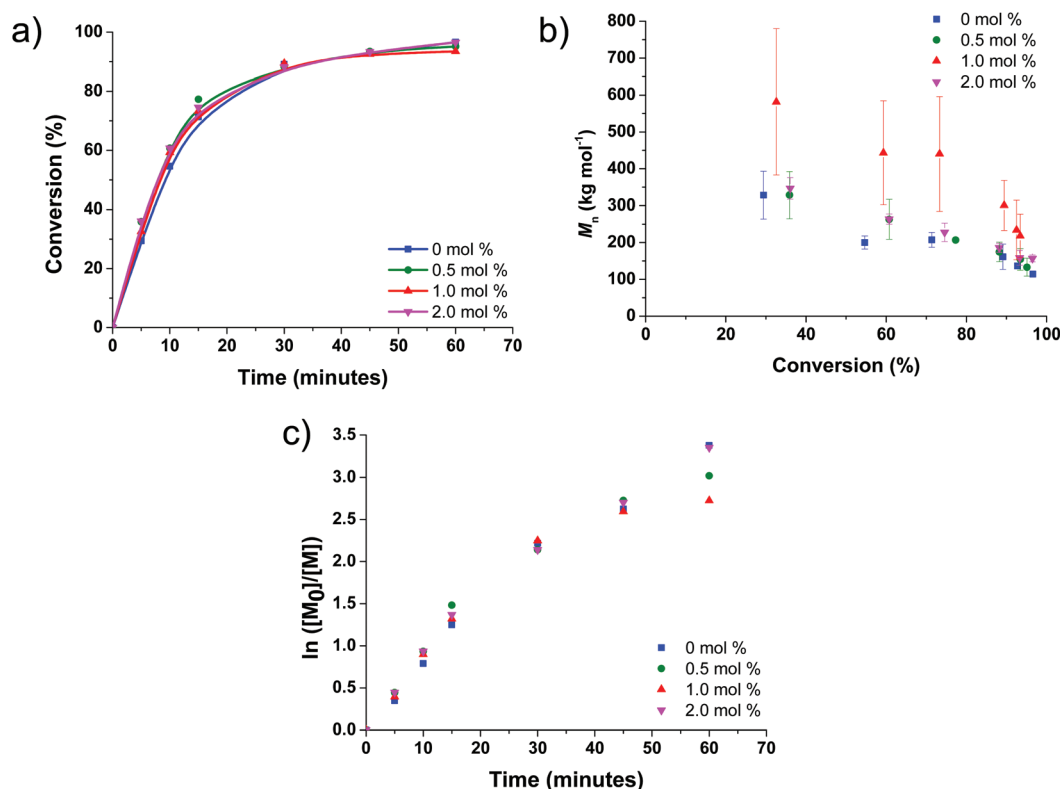 a)
100
80
60
40
20
0
Conversion (%)
0 10 20 30 40 50 60 70
Time (minutes)
0 mol %
0.5 mol %
1.0 mol %
2.0 mol %
b)
800
700
600
500
400
300
200
100
0
Mn (kg mol-1)
0 20 40 60 80 100
Conversion (%)
0 mol %
0.5 mol %
1.0 mol %
2.0 mol %
c)
3.5
3.0
2.5
2.0
1.5
1.0
0.5
0.0
ln ([M0]/[M])
0 10 20 30 40 50 60 70
Time (minutes)
0 mol %
0.5 mol %
1.0 mol %
2.0 mol %